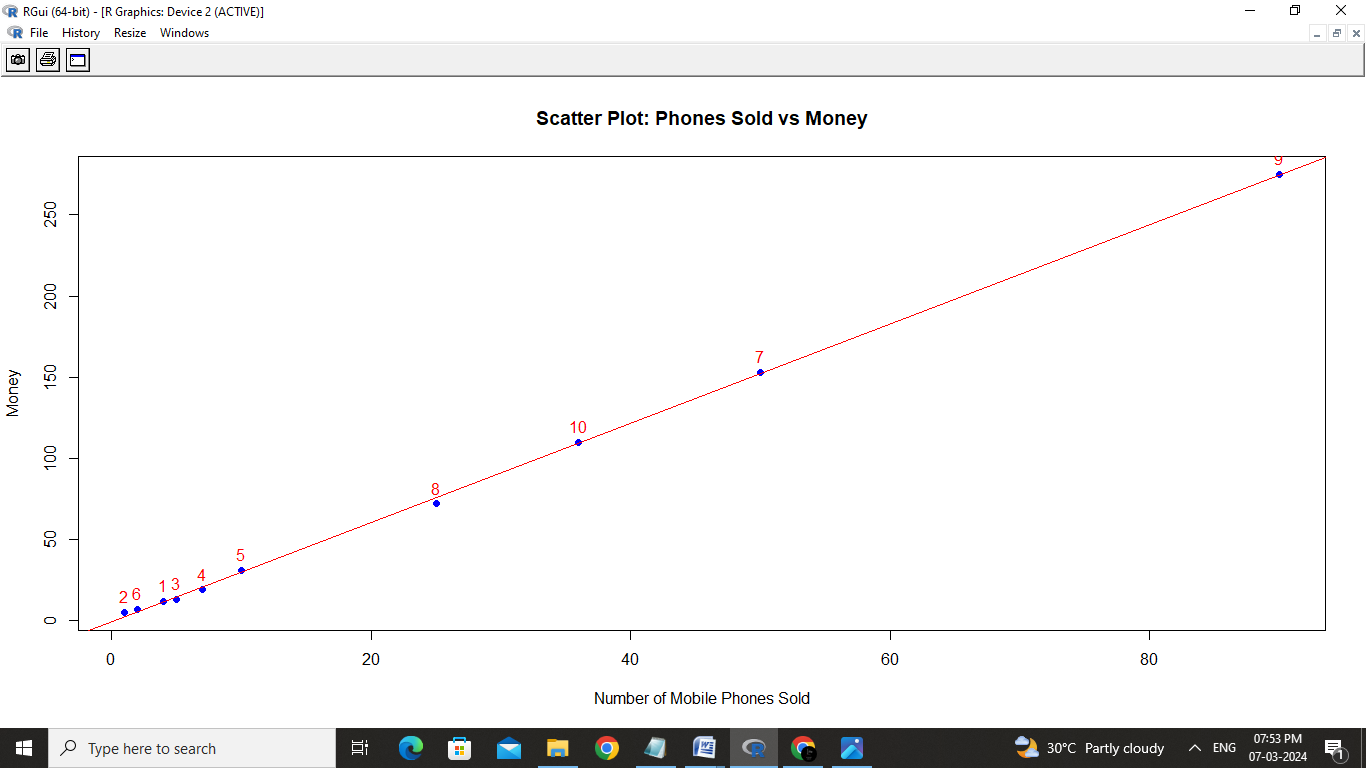 RGui (64-bit) - [R Graphics: Device 2 (ACTIVE)]
File History Resize Windows
Scatter Plot: Phones Sold vs Money
Money
250
200
150
100
50
0
9
7
10
8
5
4
3
1
6
2
0 20 40 60 80
Number of Mobile Phones Sold
Type here to search
30°C Partly cloudy
ENG
07:53 PM
07-03-2024
1